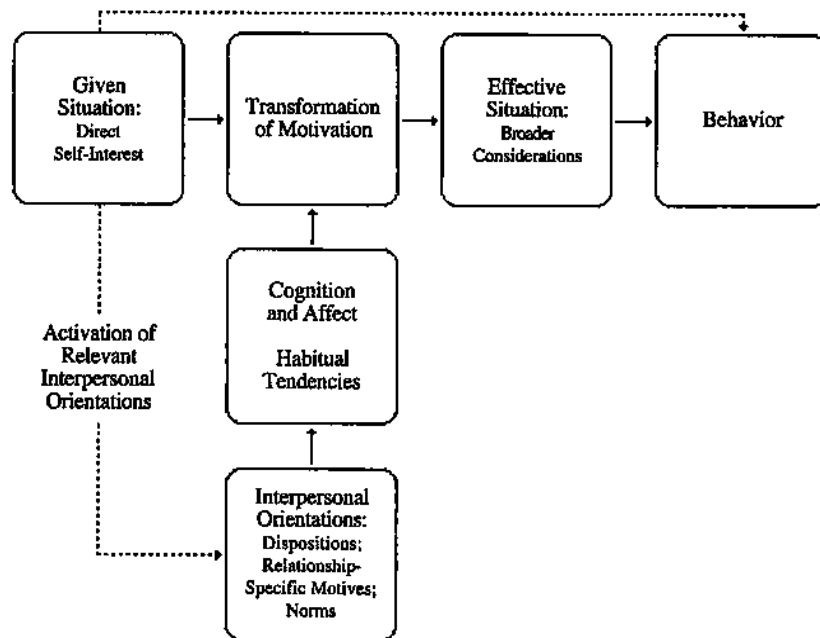 Given
Situation:
Direct
Self-Interest
Transformation
of Motivation
Effective
Situation:
Broader
Considerations
Behavior
Cognition
and Affect
Habitual
Tendencies
Activation of
Relevant
Interpersonal
Orientations
Interpersonal
Orientations:
Dispositions;
Relationship-
Specific Motives;
Norms